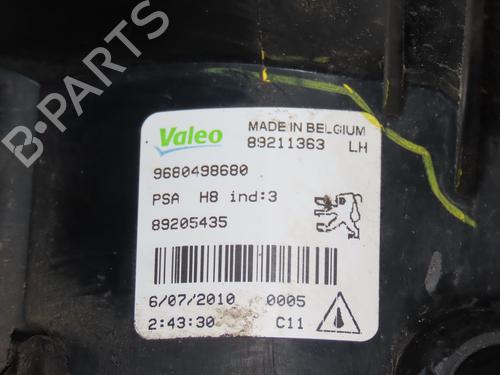 Valeo MADE IN BELGIUM
89211363 LH
9680498680
PSA H8 ind:3
89205435
6/07/2010 0005
2:43:30 C11
B-PARTS